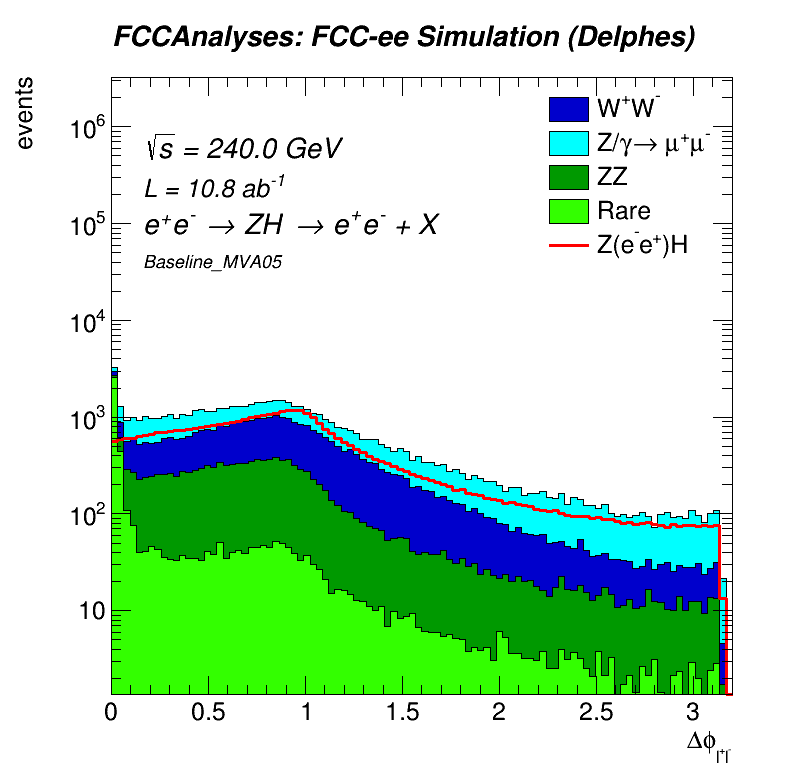 FCCAnalyses: FCC-ee Simulation (Delphes)
events
√s = 240.0 GeV
L = 10.8 ab⁻¹
e⁺e⁻ → ZH → e⁺e⁻ + X
Baseline_MVA05
W⁺W⁻
Z/γ→ μ⁺μ⁻
ZZ
Rare
Z(e⁻e⁺)H
10⁶
10⁵
10⁴
10³
10²
10
0 0.5 1 1.5 2 2.5 3
Δϕ_l⁺l⁻